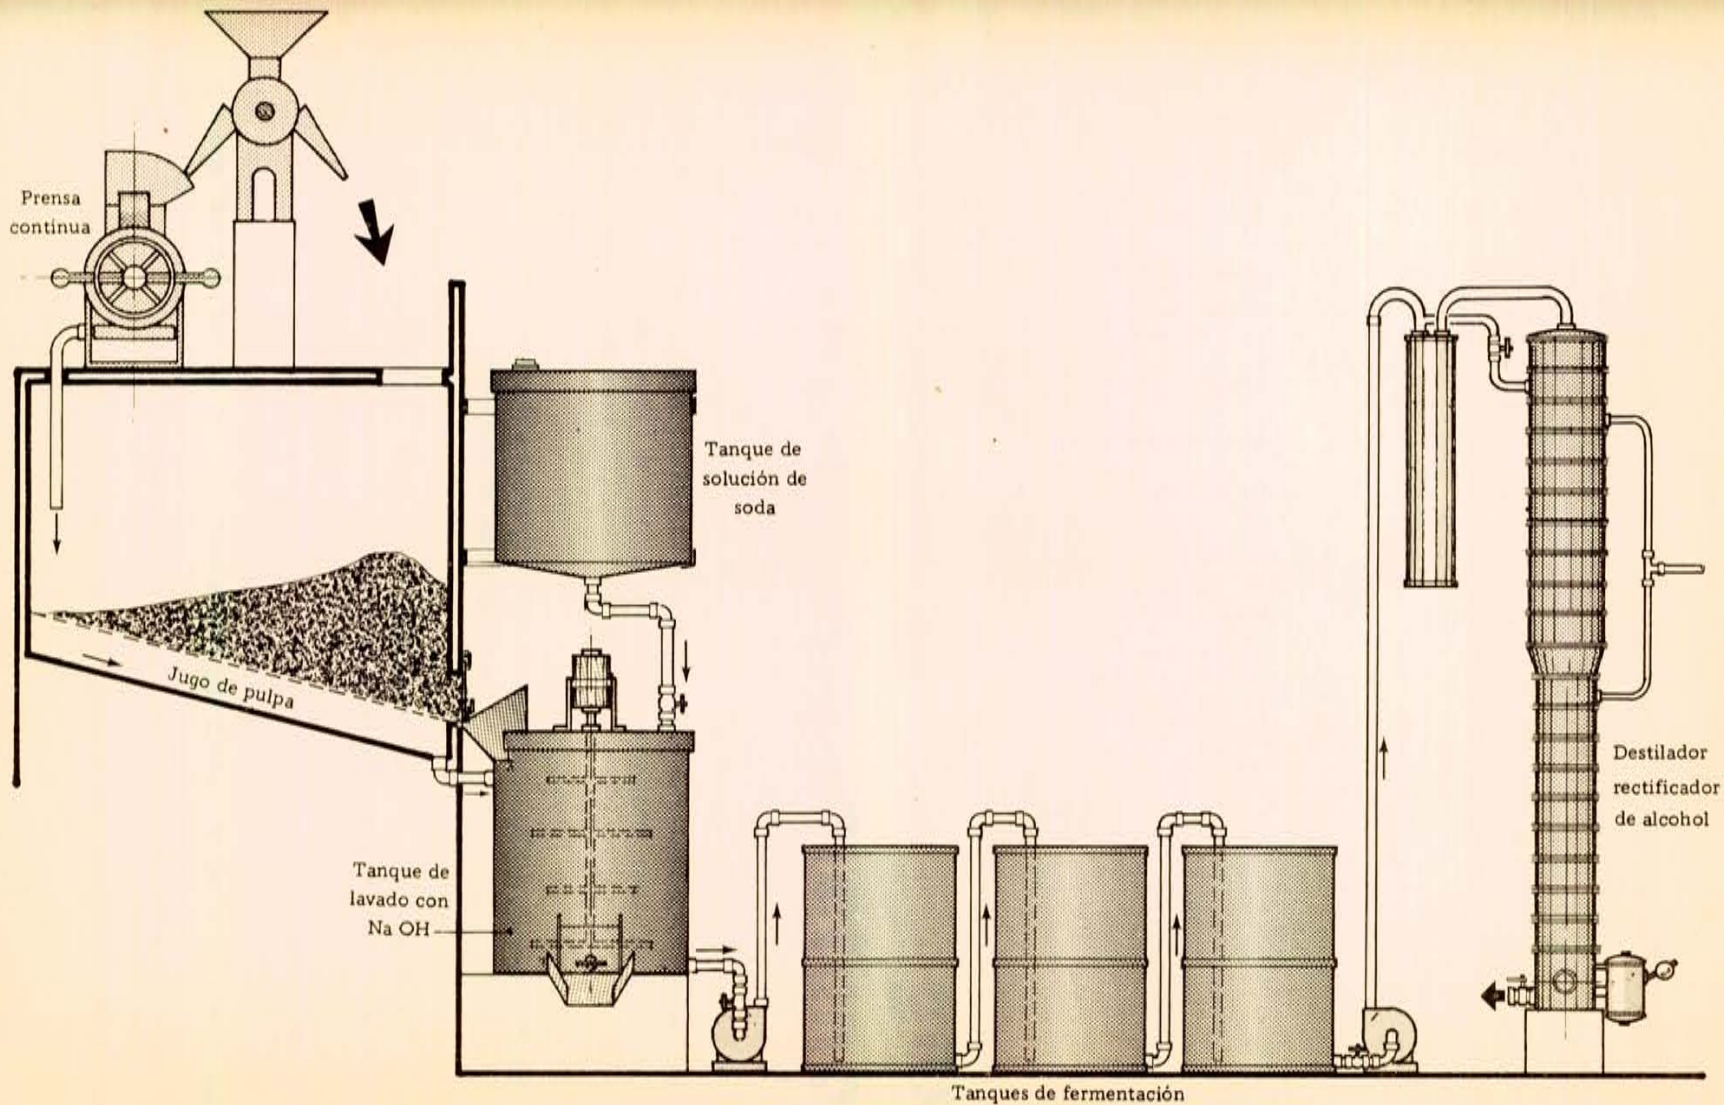 Prensa
continua
Tanque de
solución de
soda
Jugo de pulpa
Tanque de
lavado con
Na OH
Destilador
rectificador
de alcohol
Tanques de fermentación